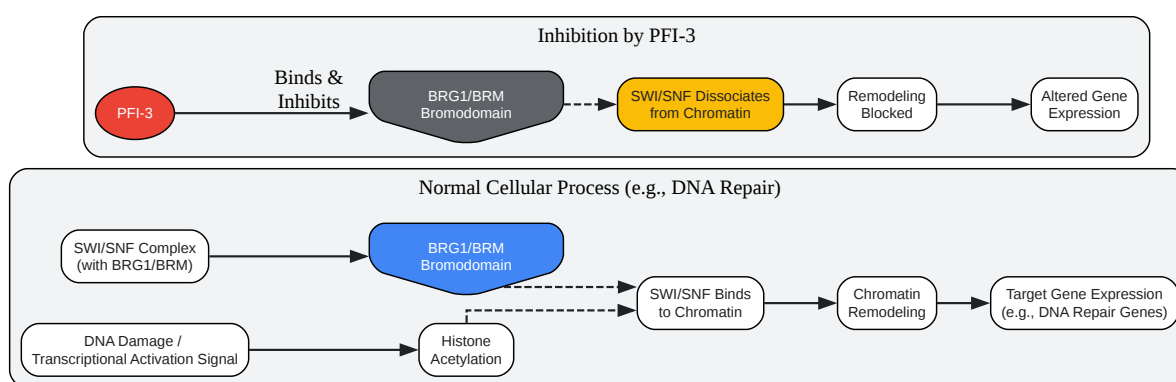 Inhibition by PFI-3
Binds &
Inhibits
PFI-3
BRG1/BRM
Bromodomain
SWI/SNF Dissociates
from Chromatin
Remodeling
Blocked
Altered Gene
Expression
Normal Cellular Process (e.g., DNA Repair)
SWI/SNF Complex
(with BRG1/BRM)
BRG1/BRM
Bromodomain
DNA Damage /
Transcriptional Activation Signal
Histone
Acetylation
SWI/SNF Binds
to Chromatin
Chromatin
Remodeling
Target Gene Expression
(e.g., DNA Repair Genes)